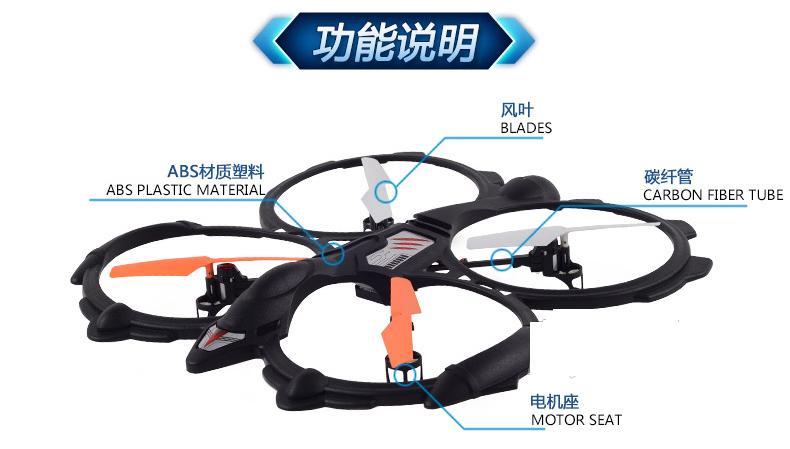 功能说明
风叶
BLADES
ABS材质塑料
ABS PLASTIC MATERIAL
碳纤管
CARBON FIBER TUBE
电机座
MOTOR SEAT